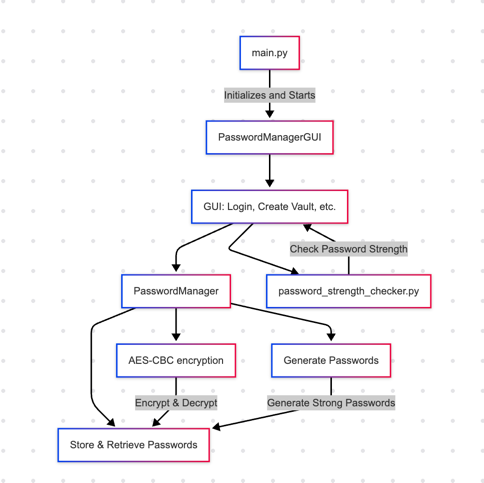 main.py
Initializes and Starts
PasswordManagerGUI
GUI: Login, Create Vault, etc.
Check Password Strength
PasswordManager
password_strength_checker.py
AES-CBC encryption
Generate Passwords
Encrypt & Decrypt
Generate Strong Passwords
Store & Retrieve Passwords